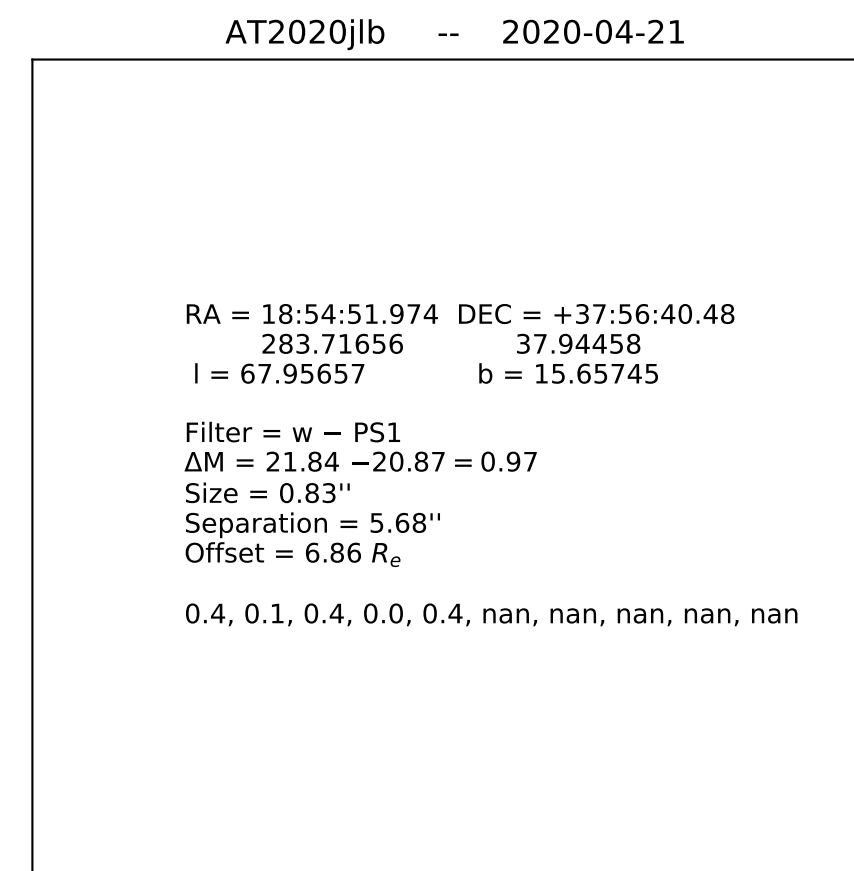 AT2020jlb -- 2020-04-21
RA = 18:54:51.974 DEC = +37:56:40.48
283.71656 37.94458
l = 67.95657 b = 15.65745
Filter = w − PS1
ΔM = 21.84 −20.87 = 0.97
Size = 0.83''
Separation = 5.68''
Offset = 6.86 Re
0.4, 0.1, 0.4, 0.0, 0.4, nan, nan, nan, nan, nan